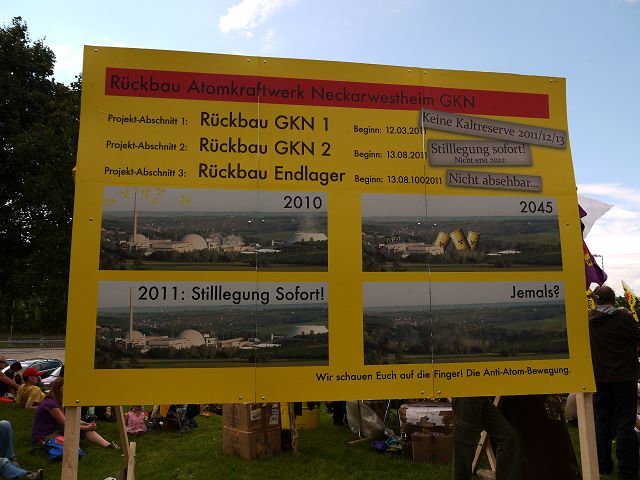 Rückbau Atomkraftwerk Neckarwestheim GKN
Projekt-Abschnitt 1: Rückbau GKN 1 Beginn: 12.03.2011
Keine Kaltreserve 2011/12/13
Projekt-Abschnitt 2: Rückbau GKN 2 Beginn: 13.08.2011
Stilllegung sofort!
Nicht erst 2022
Projekt-Abschnitt 3: Rückbau Endlager Beginn: 13.08.1002011
Nicht absehbar...
2010
2045
2011: Stilllegung Sofort!
Jemals?
Wir schauen Euch auf die Finger! Die Anti-Atom-Bewegung.